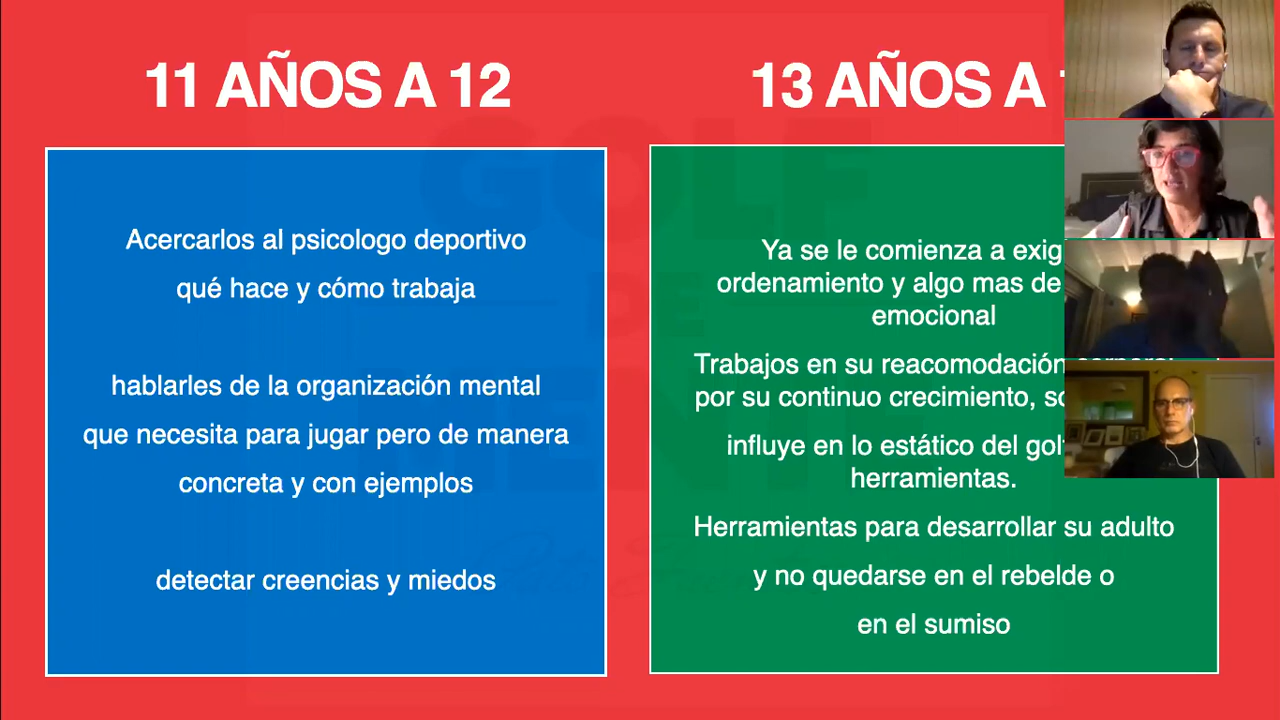 11 AÑOS A 12
Acercarlos al psicologo deportivo
qué hace y cómo trabaja
hablarles de la organización mental
que necesita para jugar pero de manera
concreta y con ejemplos
detectar creencias y miedos
13 AÑOS A
Ya se le comienza a
ordenamiento y algo mas de
emocional
Trabajos en su reacomodación
por su continuo crecimiento,
influye en lo estático del
herramientas.
Herramientas para desarrollar su adulto
y no quedarse en el rebelde o
en el sumiso
GOLF
DE
MENTE